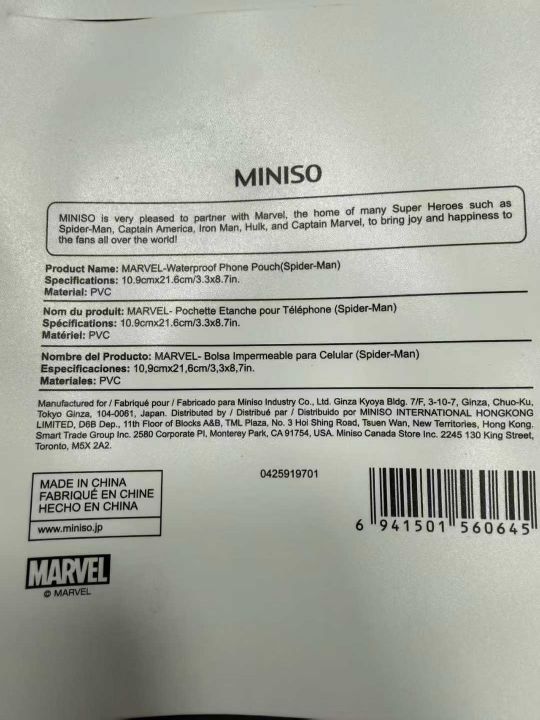 MINISO
MINISO is very pleased to partner with Marvel, the home of many Super Heroes such as
Spider-Man, Captain America, Iron Man, Hulk, and Captain Marvel, to bring joy and happiness to
the fans all over the world!
Product Name: MARVEL-Waterproof Phone Pouch(Spider-Man)
Specifications: 10.9cmx21.6cm/3.3x8.7in.
Material: PVC
Nom du produit: MARVEL- Pochette Etanche pour Téléphone (Spider-Man)
Spécifications: 10.9cmx21.6cm/3.3x8.7in.
Matériel: PVC
Nombre del Producto: MARVEL- Bolsa Impermeable para Celular (Spider-Man)
Especificaciones: 10,9cmx21,6cm/3,3x8,7in.
Materiales: PVC
Manufactured for / Fabriqué pour / Fabricado para Miniso Industry Co., Ltd. Ginza Kyoya Bldg. 7/F, 3-10-7, Ginza, Chuo-Ku,
Tokyo Ginza, 104-0061, Japan. Distributed by / Distribué par / Distribuido por MINISO INTERNATIONAL HONGKONG
LIMITED, D6B Dep., 11th Floor of Blocks A&B, TML Plaza, No. 3 Hoi Shing Road, Tsuen Wan, New Territories, Hong Kong.
Smart Trade Group Inc. 2580 Corporate Pl, Monterey Park, CA 91754, USA. Miniso Canada Store Inc. 2245 130 King Street,
Toronto, M5X 2A2.
MADE IN CHINA
FABRIQUÉ EN CHINE
HECHO EN CHINA
www.miniso.jp
0425919701
6 941501 560645
MARVEL
© MARVEL